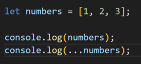 let numbers = [1, 2, 3];
console.log(numbers);
console.log(...numbers);